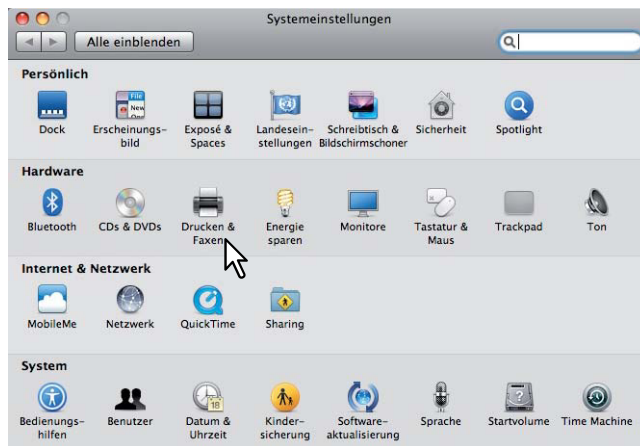 Systemeinstellungen
Alle einblenden
Persönlich
Dock
Erscheinungs-
bild
Exposé &
Spaces
Landesein-
stellungen
Schreibtisch &
Bildschirmschoner
Sicherheit
Spotlight
Hardware
Bluetooth
CDs & DVDs
Drucken &
Faxen
Energie
sparen
Monitore
Tastatur &
Maus
Trackpad
Ton
Internet & Netzwerk
MobileMe
Netzwerk
QuickTime
Sharing
System
Bedienungs-
hilfen
Benutzer
Datum &
Uhrzeit
Kinder-
sicherung
Software-
aktualisierung
Sprache
Startvolume
Time Machine